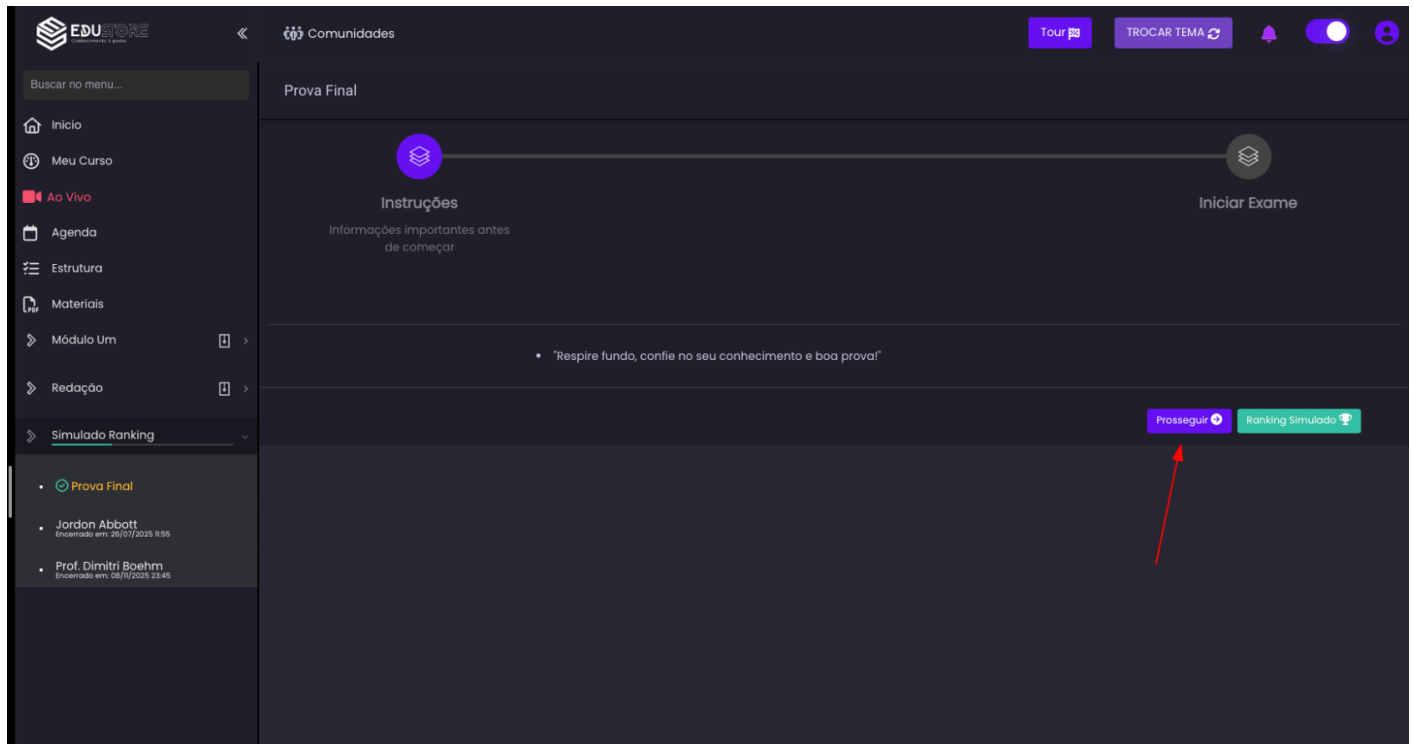 EDUSTORE
Conhecimento é poder
Comunidades
Tour
TROCAR TEMA
Buscar no menu...
Prova Final
Início
Meu Curso
Ao Vivo
Agenda
Estrutura
PDF
Materiais
Módulo Um
Redação
Simulado Ranking
Prova Final
Jordon Abbott
Encerrado em: 26/07/2025 11:55
Prof. Dimitri Boehm
Encerrado em: 08/11/2025 23:45
Instruções
Informações importantes antes
de começar
Iniciar Exame
• "Respire fundo, confie no seu conhecimento e boa prova!"
Prosseguir
Ranking Simulado